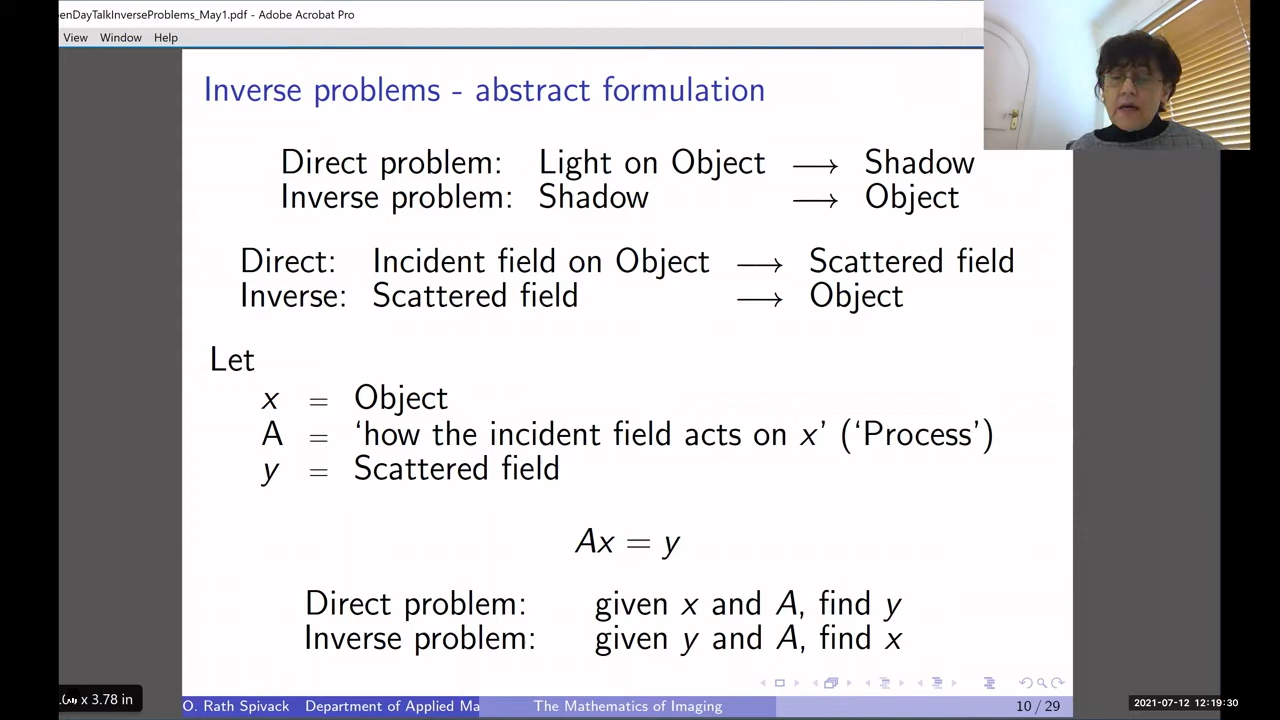 enDayTalkInverseProblems_May1.pdf - Adobe Acrobat Pro
View Window Help
Inverse problems - abstract formulation
Direct problem: Light on Object ⟶ Shadow
Inverse problem: Shadow ⟶ Object
Direct: Incident field on Object ⟶ Scattered field
Inverse: Scattered field ⟶ Object
Let
x = Object
A = ‘how the incident field acts on x’ (‘Process’)
y = Scattered field
Ax = y
Direct problem: given x and A, find y
Inverse problem: given y and A, find x
x 3.78 in
O. Rath Spivack Department of Applied Ma The Mathematics of Imaging 10 / 29
2021-07-12 12:19:30